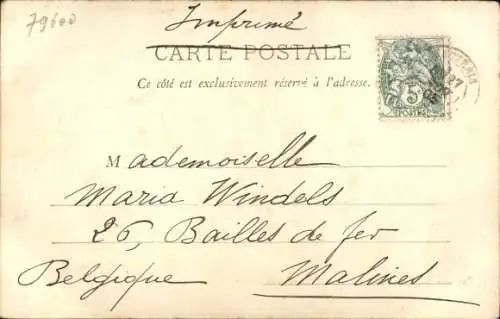 79600
Imprimé
CARTE POSTALE
Ce côté est exclusivement réservé à l'adresse.
5
POSTES
Mademoiselle
Maria Windels
26, Bailles de fer
Belgique Malines